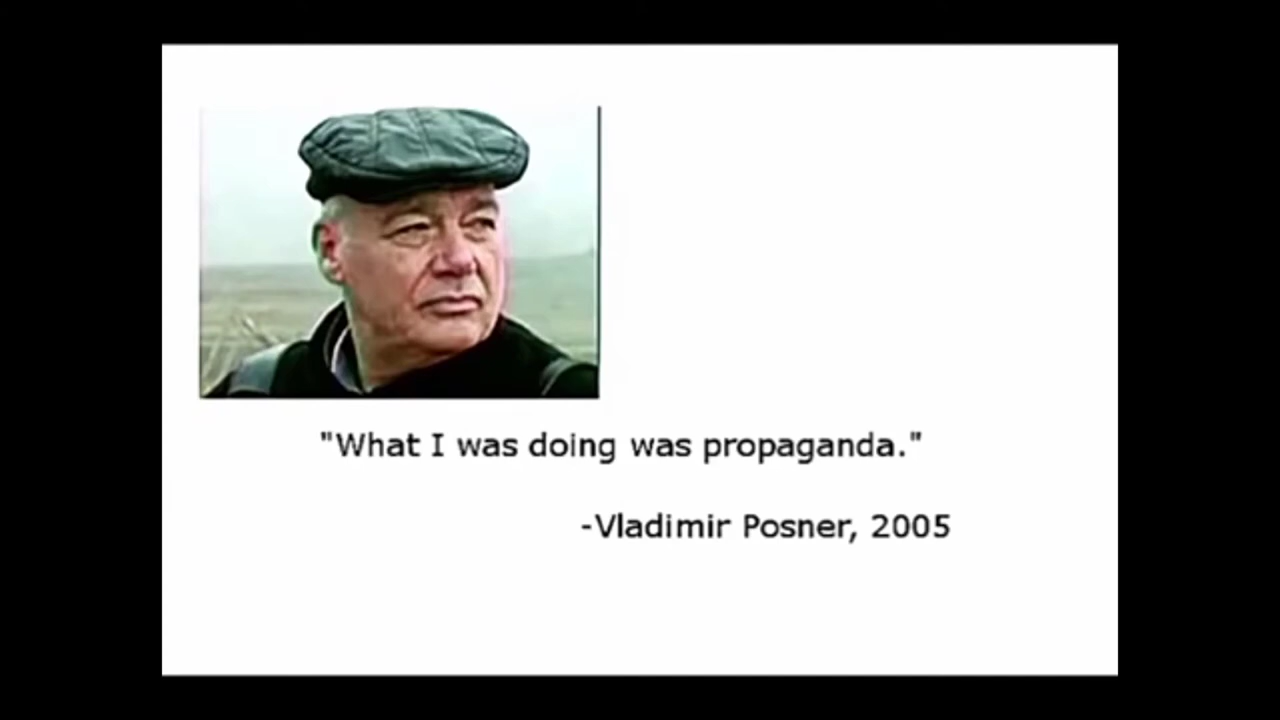 "What I was doing was propaganda."
-Vladimir Posner, 2005